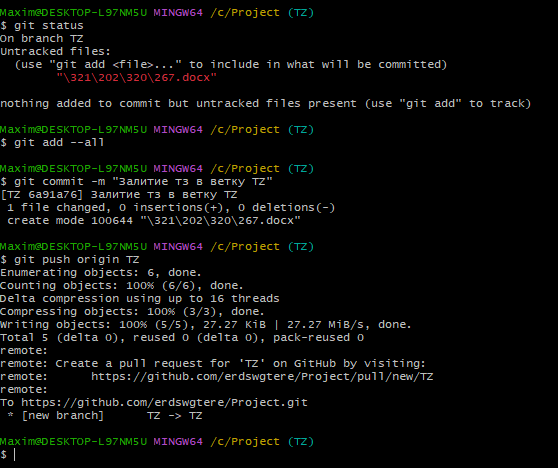 Maxim@DESKTOP-L97NM5U MINGW64 /c/Project (TZ)
$ git status
On branch TZ
Untracked files:
  (use "git add <file>..." to include in what will be committed)
        "\321\202\320\267.docx"

nothing added to commit but untracked files present (use "git add" to track)

Maxim@DESKTOP-L97NM5U MINGW64 /c/Project (TZ)
$ git add --all

Maxim@DESKTOP-L97NM5U MINGW64 /c/Project (TZ)
$ git commit -m "Залитие тз в ветку TZ"
[TZ 6a91a76] Залитие тз в ветку TZ
 1 file changed, 0 insertions(+), 0 deletions(-)
 create mode 100644 "\321\202\320\267.docx"

Maxim@DESKTOP-L97NM5U MINGW64 /c/Project (TZ)
$ git push origin TZ
Enumerating objects: 6, done.
Counting objects: 100% (6/6), done.
Delta compression using up to 16 threads
Compressing objects: 100% (3/3), done.
Writing objects: 100% (5/5), 27.27 KiB | 27.27 MiB/s, done.
Total 5 (delta 0), reused 0 (delta 0), pack-reused 0
remote:
remote: Create a pull request for 'TZ' on GitHub by visiting:
remote:      https://github.com/erdswgtere/Project/pull/new/TZ
remote:
To https://github.com/erdswgtere/Project.git
 * [new branch]      TZ -> TZ

Maxim@DESKTOP-L97NM5U MINGW64 /c/Project (TZ)
$